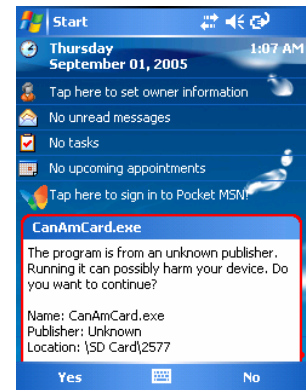 Start
Thursday 1:07 AM
September 01, 2005
Tap here to set owner information
No unread messages
No tasks
No upcoming appointments
Tap here to sign in to Pocket MSN!
CanAmCard.exe
The program is from an unknown publisher.
Running it can possibly harm your device. Do
you want to continue?
Name: CanAmCard.exe
Publisher: Unknown
Location: \SD Card\2577
Yes No